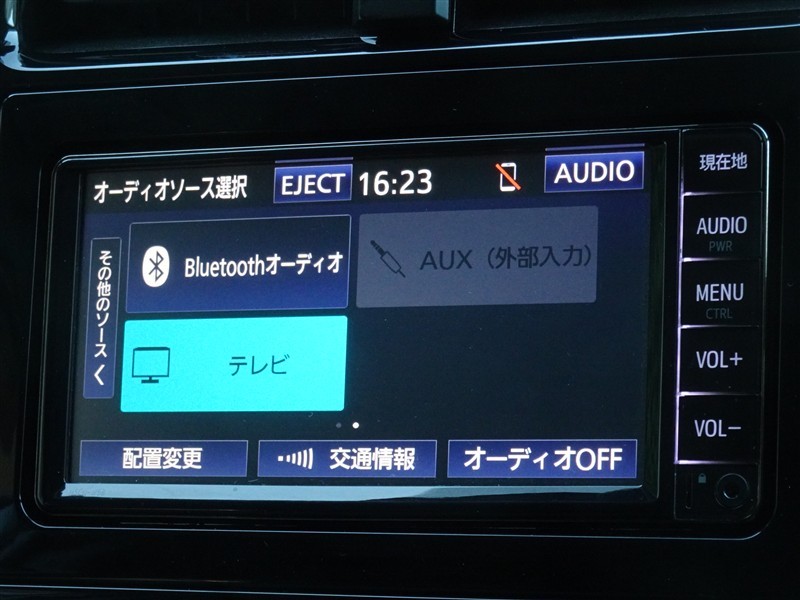 オーディオソース選択 EJECT 16:23 AUDIO
その他のソース
Bluetoothオーディオ
AUX（外部入力）
テレビ
配置変更
交通情報
オーディオOFF
現在地
AUDIO
PWR
MENU
CTRL
VOL+
VOL−